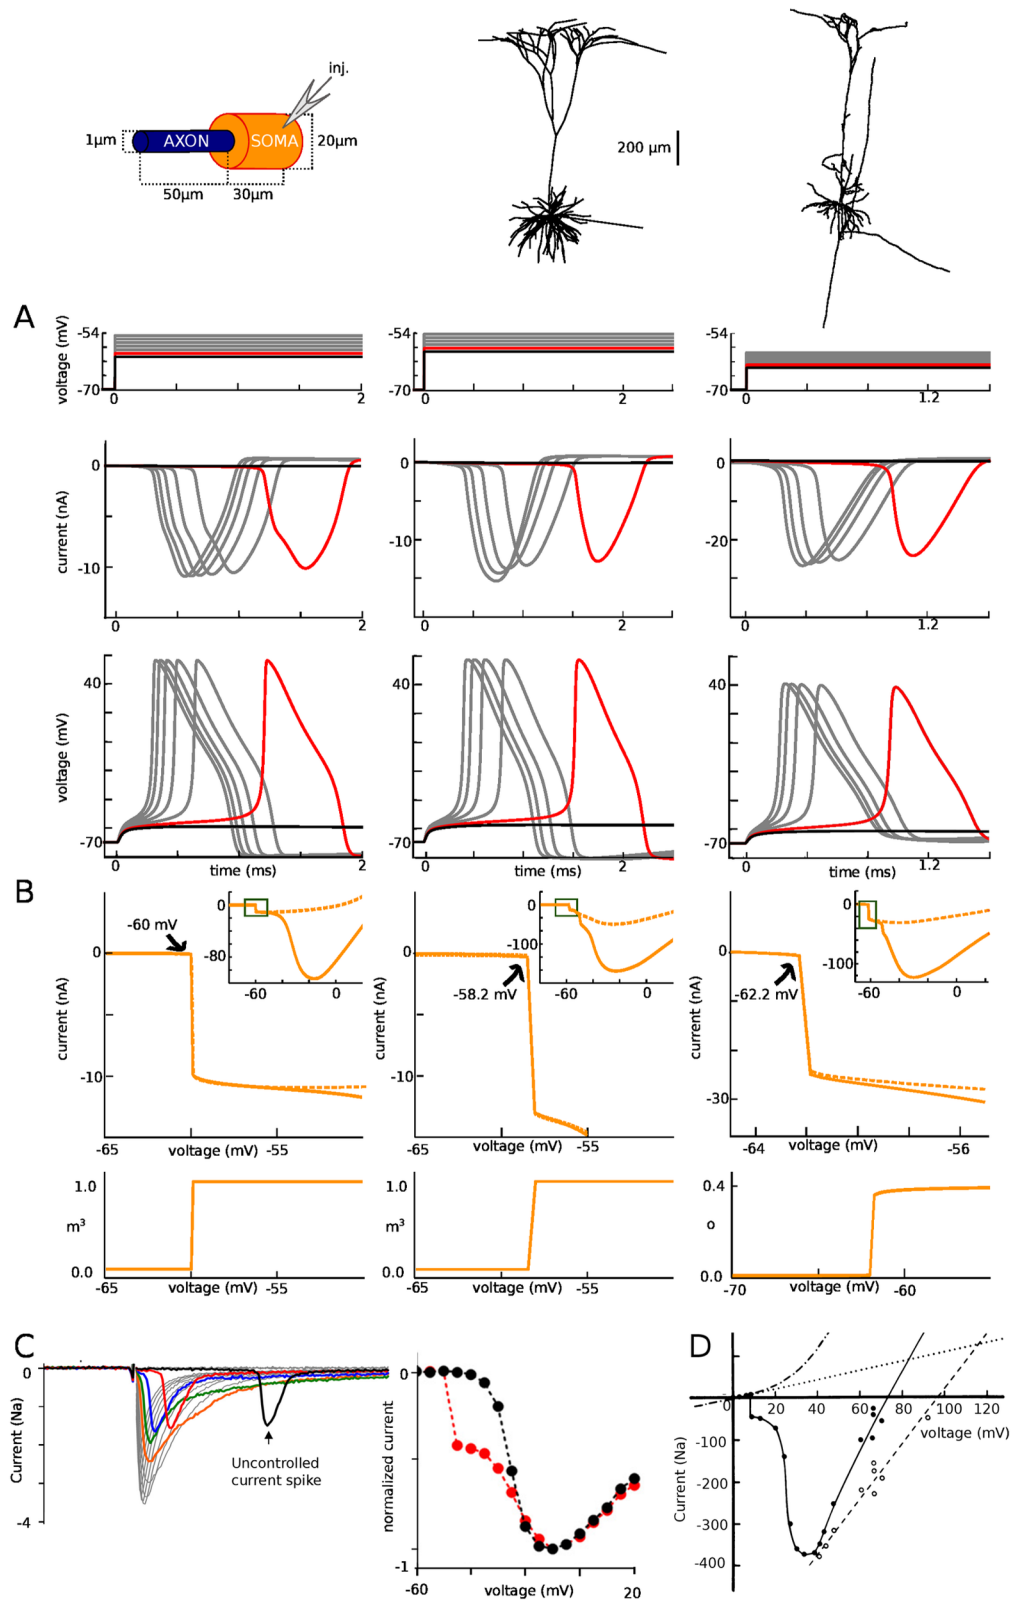 inj.
1µm
AXON
SOMA
20µm
50µm
30µm
200 µm
A
voltage (mV)
-54
-70
0
2
-54
-70
0
2
-54
-70
0
1.2
current (nA)
0
-10
0
2
0
-10
0
2
0
-20
0
1.2
voltage (mV)
40
-70
0
time (ms)
2
40
-70
0
time (ms)
2
40
-70
0
time (ms)
1.2
B
current (nA)
0
-10
-60 mV
0
-80
-60
0
-65
voltage (mV)
-55
current (nA)
0
-10
-58.2 mV
0
-100
-60
0
-65
voltage (mV)
-55
current (nA)
0
-30
-62.2 mV
0
-100
-60
0
-64
voltage (mV)
-56
1.0
m³
0.0
-65
voltage (mV)
-55
1.0
m³
0.0
-65
voltage (mV)
-55
0.4
o
0.0
-70
voltage (mV)
-60
C
Current (Na)
0
-4
Uncontrolled
current spike
normalized current
0
-1
-60
voltage (mV)
20
D
0
20
40
60
80
100
120
voltage (mV)
Current (Na)
-100
-200
-300
-400